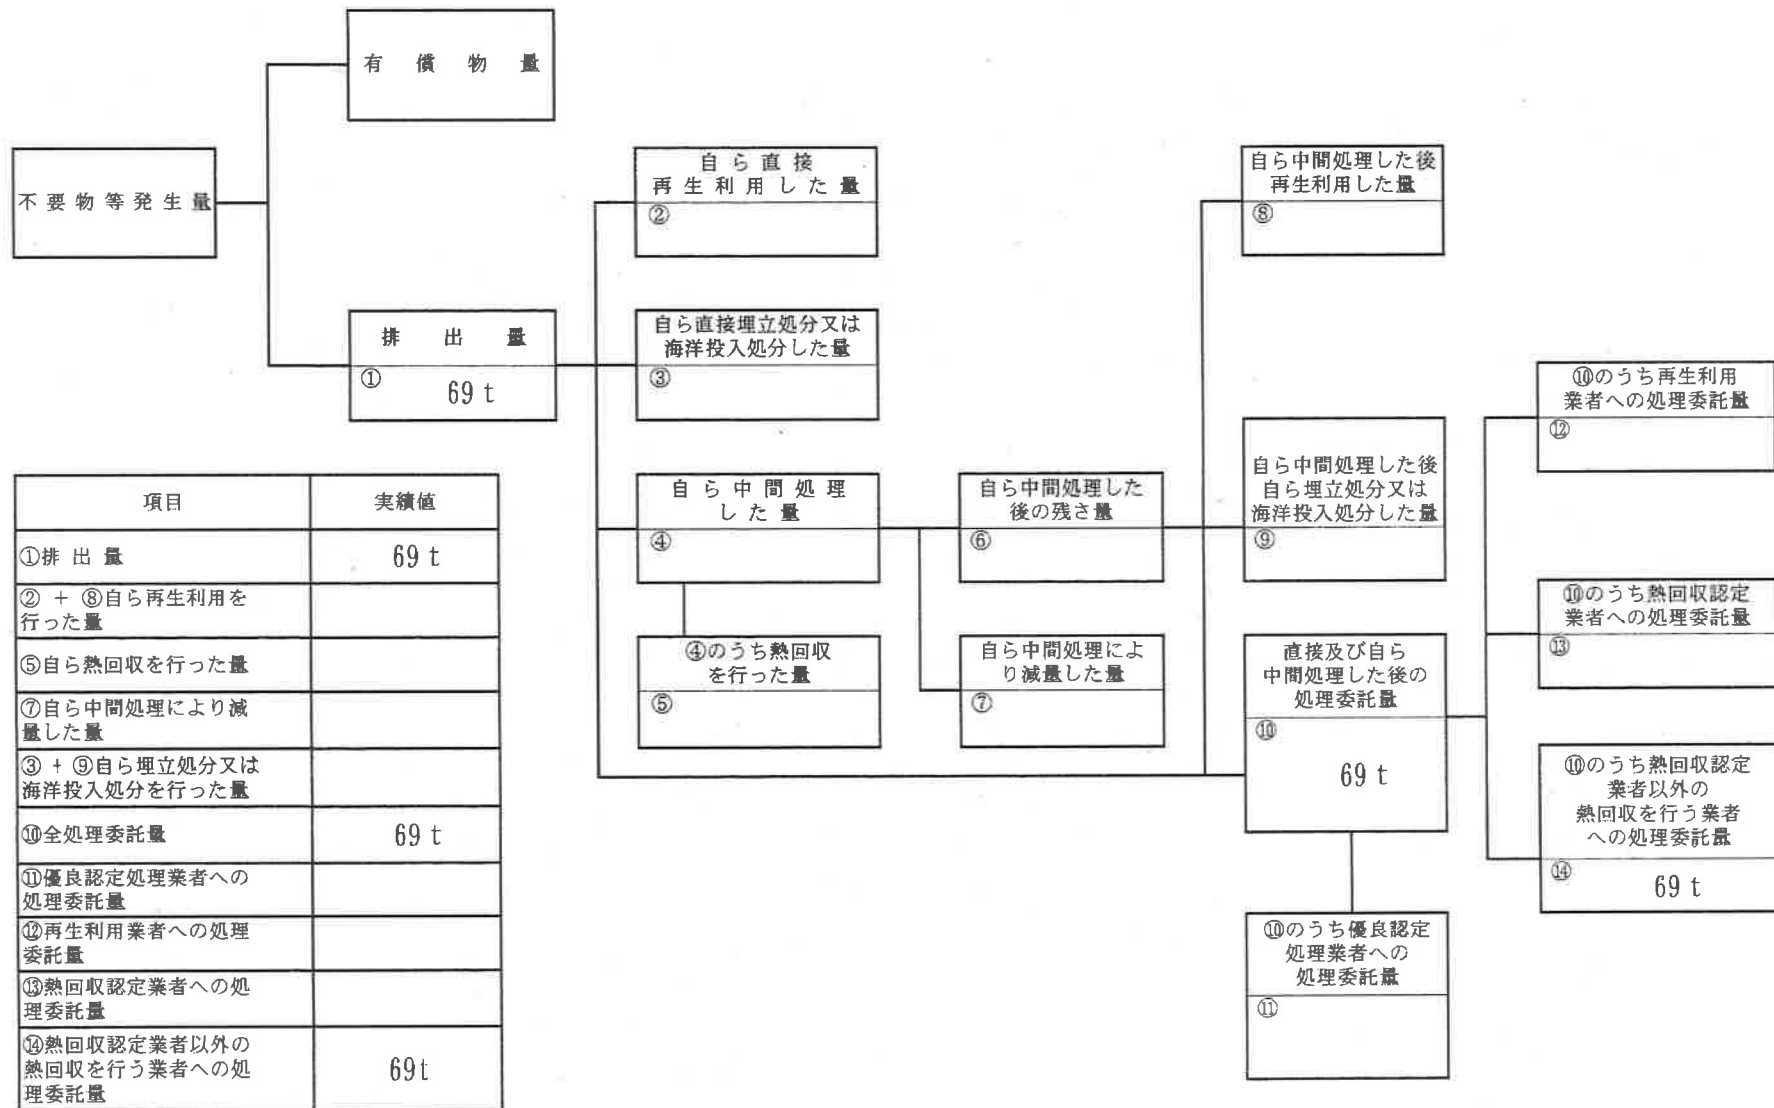 有償物量
不要物等発生量
排出量
① 69 t
自ら直接
再生利用した量
②
自ら直接埋立処分又は
海洋投入処分した量
③
自ら中間処理
した量
④
④のうち熱回収
を行った量
⑤
自ら中間処理した
後の残さ量
⑥
自ら中間処理によ
り減量した量
⑦
自ら中間処理した後
再生利用した量
⑧
自ら中間処理した後
自ら埋立処分又は
海洋投入処分した量
⑨
直接及び自ら
中間処理した後の
処理委託量
⑩
69 t
⑩のうち優良認定
処理業者への
処理委託量
⑪
⑩のうち再生利用
業者への処理委託量
⑫
⑩のうち熱回収認定
業者への処理委託量
⑬
⑩のうち熱回収認定
業者以外の
熱回収を行う業者
への処理委託量
⑭
69 t
項目 実績値
①排出量 69 t
② + ⑧自ら再生利用を
行った量
⑤自ら熱回収を行った量
⑦自ら中間処理により減
量した量
③ + ⑨自ら埋立処分又は
海洋投入処分を行った量
⑩全処理委託量 69 t
⑪優良認定処理業者への
処理委託量
⑫再生利用業者への処理
委託量
⑬熱回収認定業者への処
理委託量
⑭熱回収認定業者以外の
熱回収を行う業者への処
理委託量
69t